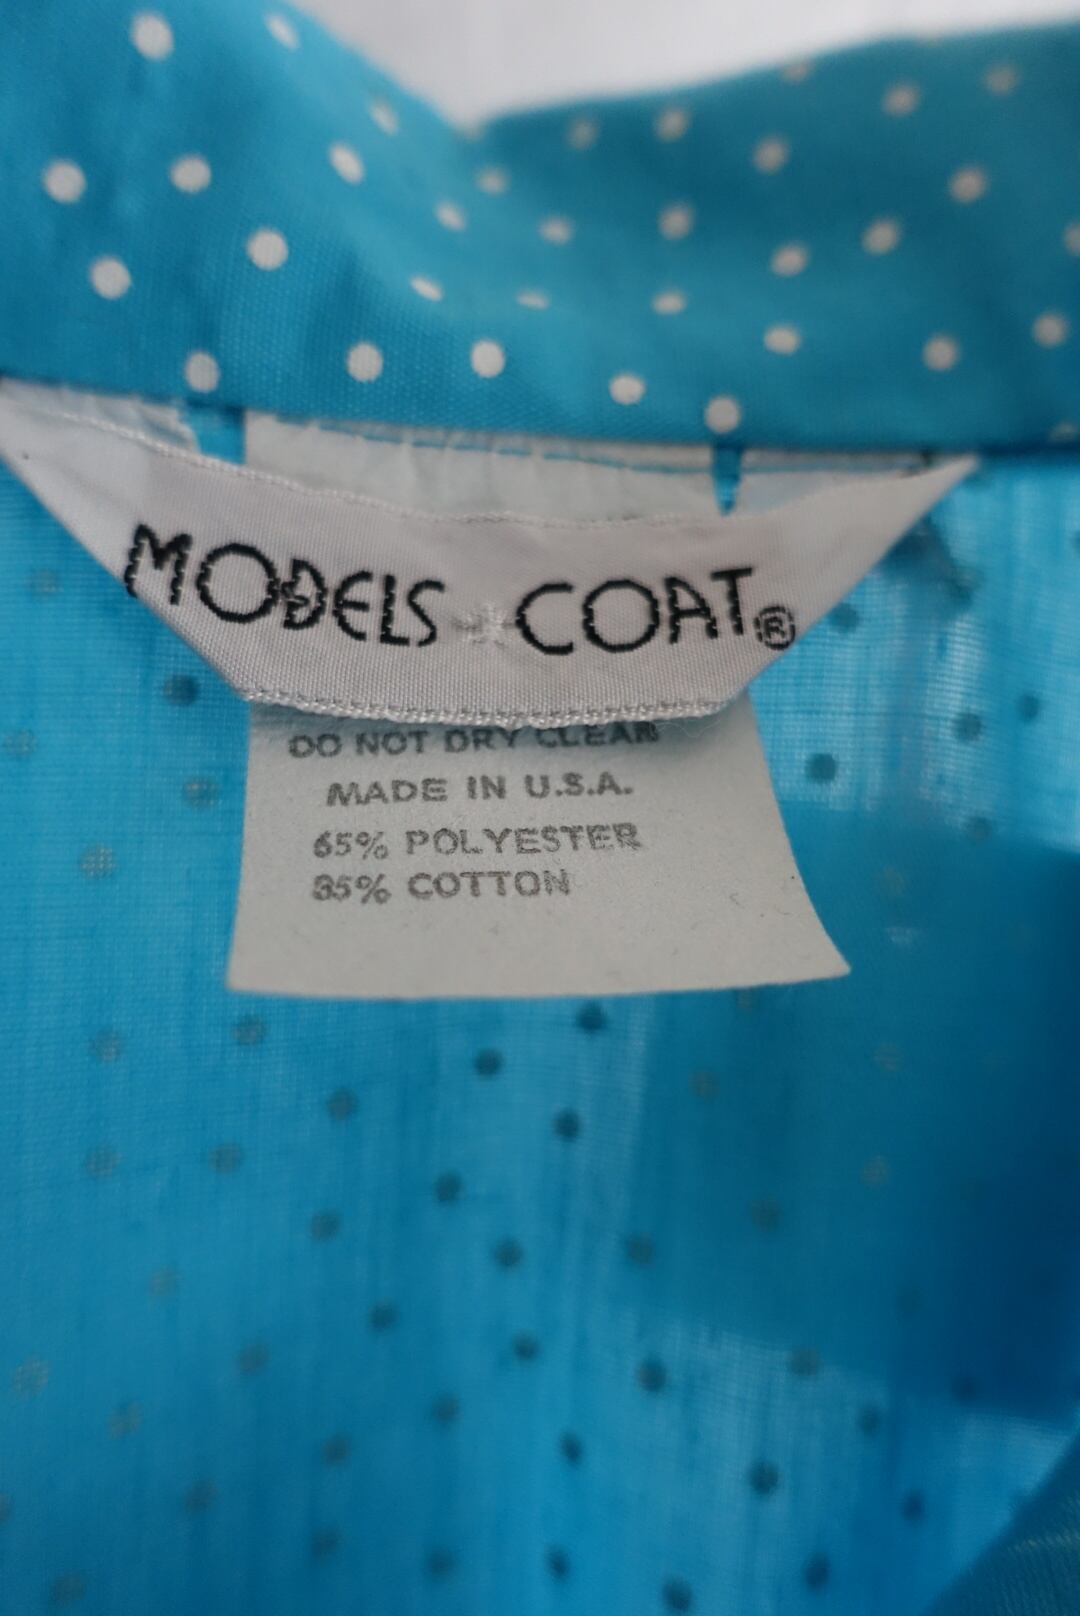 MODELS COAT®
DO NOT DRY CLEAN
MADE IN U.S.A.
65% POLYESTER
35% COTTON